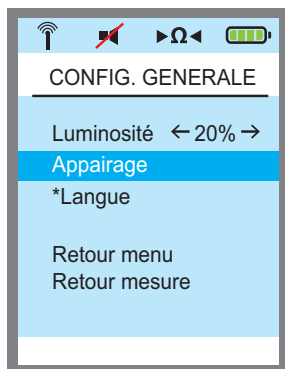 ►Ω◄
CONFIG. GENERALE
Luminosité ←20%→
Appairage
*Langue
Retour menu
Retour mesure